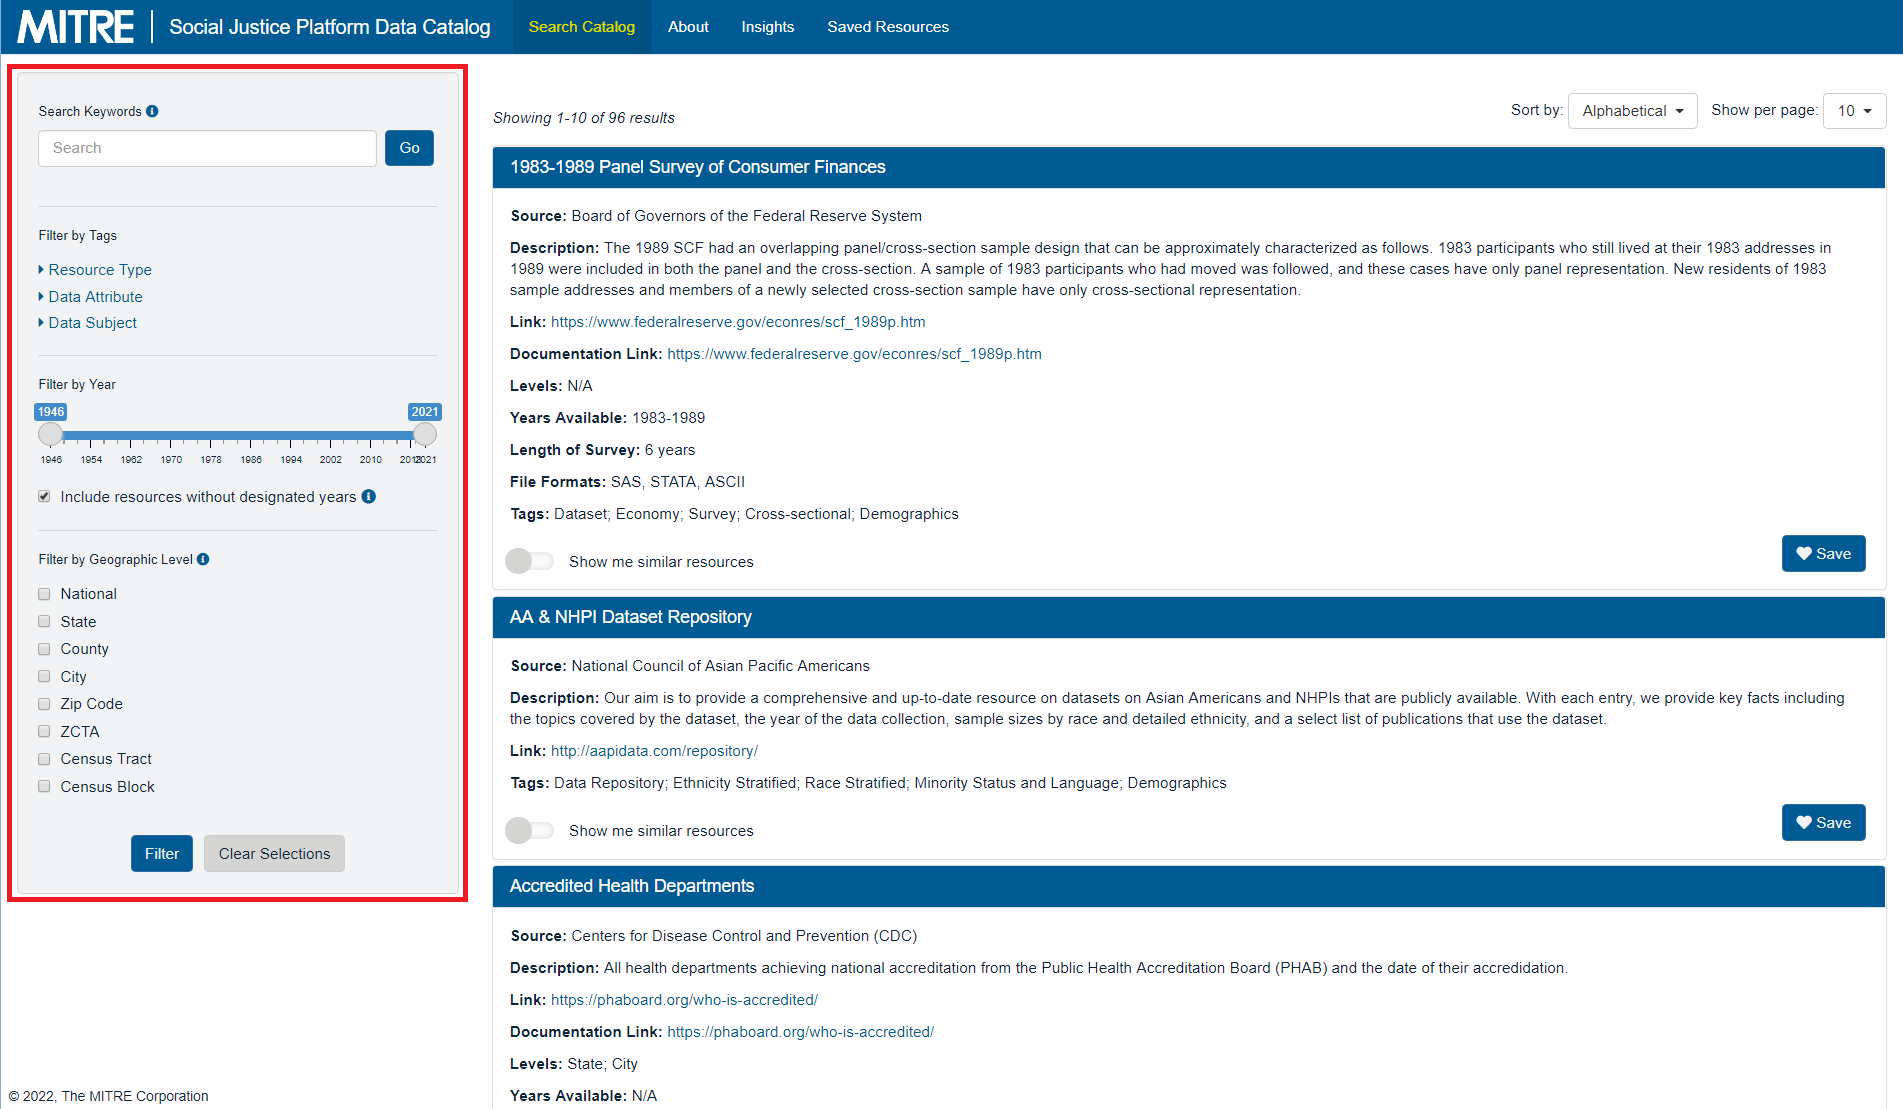 MITRE
Social Justice Platform Data Catalog
Search Catalog
About
Insights
Saved Resources
Search Keywords
Search
Go
Filter by Tags
Resource Type
Data Attribute
Data Subject
Filter by Year
1946 2021
1946 1954 1962 1970 1978 1986 1994 2002 2010 2018 2021
Include resources without designated years
Filter by Geographic Level
National
State
County
City
Zip Code
ZCTA
Census Tract
Census Block
Filter
Clear Selections
© 2022, The MITRE Corporation
Showing 1-10 of 96 results
Sort by: Alphabetical
Show per page: 10
1983-1989 Panel Survey of Consumer Finances
Source: Board of Governors of the Federal Reserve System
Description: The 1989 SCF had an overlapping panel/cross-section sample design that can be approximately characterized as follows. 1983 participants who still lived at their 1983 addresses in
1989 were included in both the panel and the cross-section. A sample of 1983 participants who had moved was followed, and these cases have only panel representation. New residents of 1983
sample addresses and members of a newly selected cross-section sample have only cross-sectional representation.
Link: https://www.federalreserve.gov/econres/scf_1989p.htm
Documentation Link: https://www.federalreserve.gov/econres/scf_1989p.htm
Levels: N/A
Years Available: 1983-1989
Length of Survey: 6 years
File Formats: SAS, STATA, ASCII
Tags: Dataset; Economy; Survey; Cross-sectional; Demographics
Show me similar resources
Save
AA & NHPI Dataset Repository
Source: National Council of Asian Pacific Americans
Description: Our aim is to provide a comprehensive and up-to-date resource on datasets on Asian Americans and NHPIs that are publicly available. With each entry, we provide key facts including
the topics covered by the dataset, the year of the data collection, sample sizes by race and detailed ethnicity, and a select list of publications that use the dataset.
Link: http://aapidata.com/repository/
Tags: Data Repository; Ethnicity Stratified; Race Stratified; Minority Status and Language; Demographics
Show me similar resources
Save
Accredited Health Departments
Source: Centers for Disease Control and Prevention (CDC)
Description: All health departments achieving national accreditation from the Public Health Accreditation Board (PHAB) and the date of their accredidation.
Link: https://phaboard.org/who-is-accredited/
Documentation Link: https://phaboard.org/who-is-accredited/
Levels: State; City
Years Available: N/A